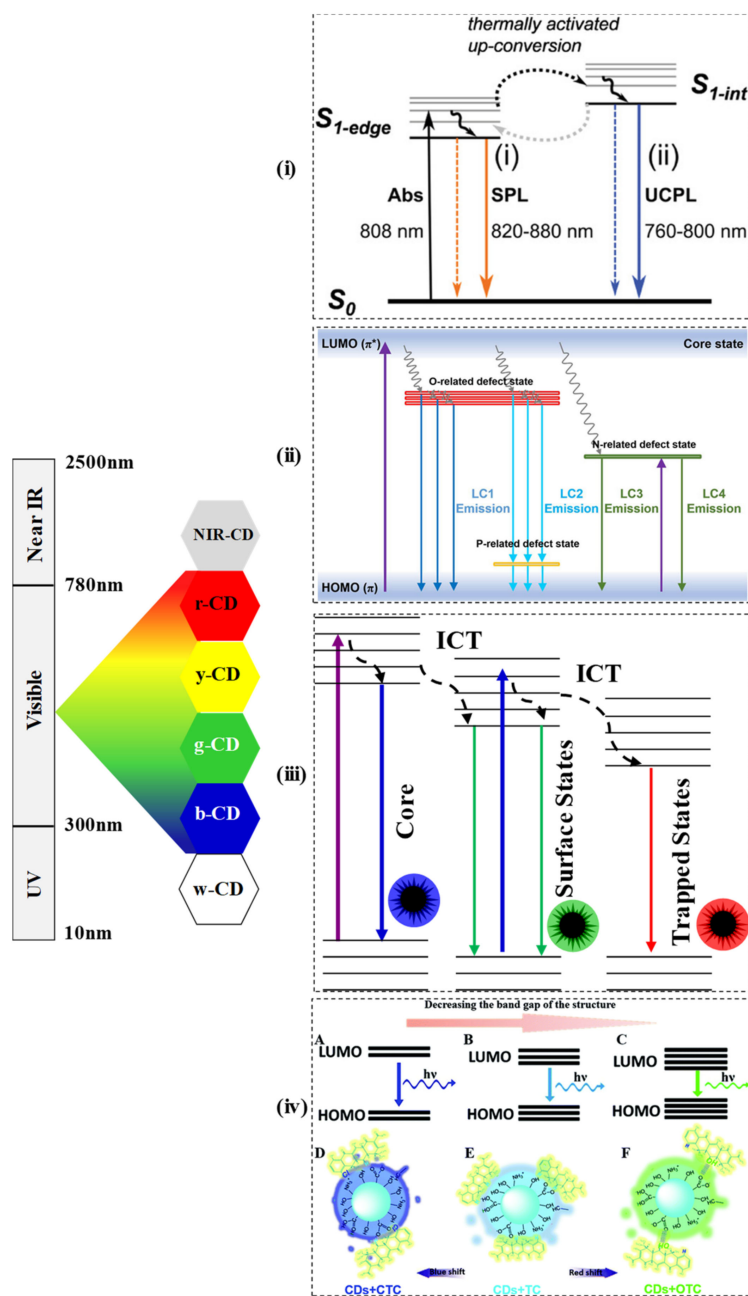 2500nm
Near IR
780nm
Visible
300nm
UV
10nm
NIR-CD
r-CD
y-CD
g-CD
b-CD
w-CD
(i)
thermally activated
up-conversion
S1-edge
S1-int
(i)
(ii)
Abs
SPL
UCPL
808 nm
820-880 nm
760-800 nm
S0
(ii)
LUMO (π*)
Core state
O-related defect state
N-related defect state
LC1
Emission
LC2
Emission
LC3
Emission
LC4
Emission
P-related defect state
HOMO (π)
(iii)
ICT
ICT
Core
Surface States
Trapped States
(iv)
Decreasing the band gap of the structure
A
B
C
LUMO
LUMO
LUMO
hν
hν
hν
HOMO
HOMO
HOMO
D
E
F
Blue shift
Red shift
CDs+CTC
CDs+TC
CDs+OTC